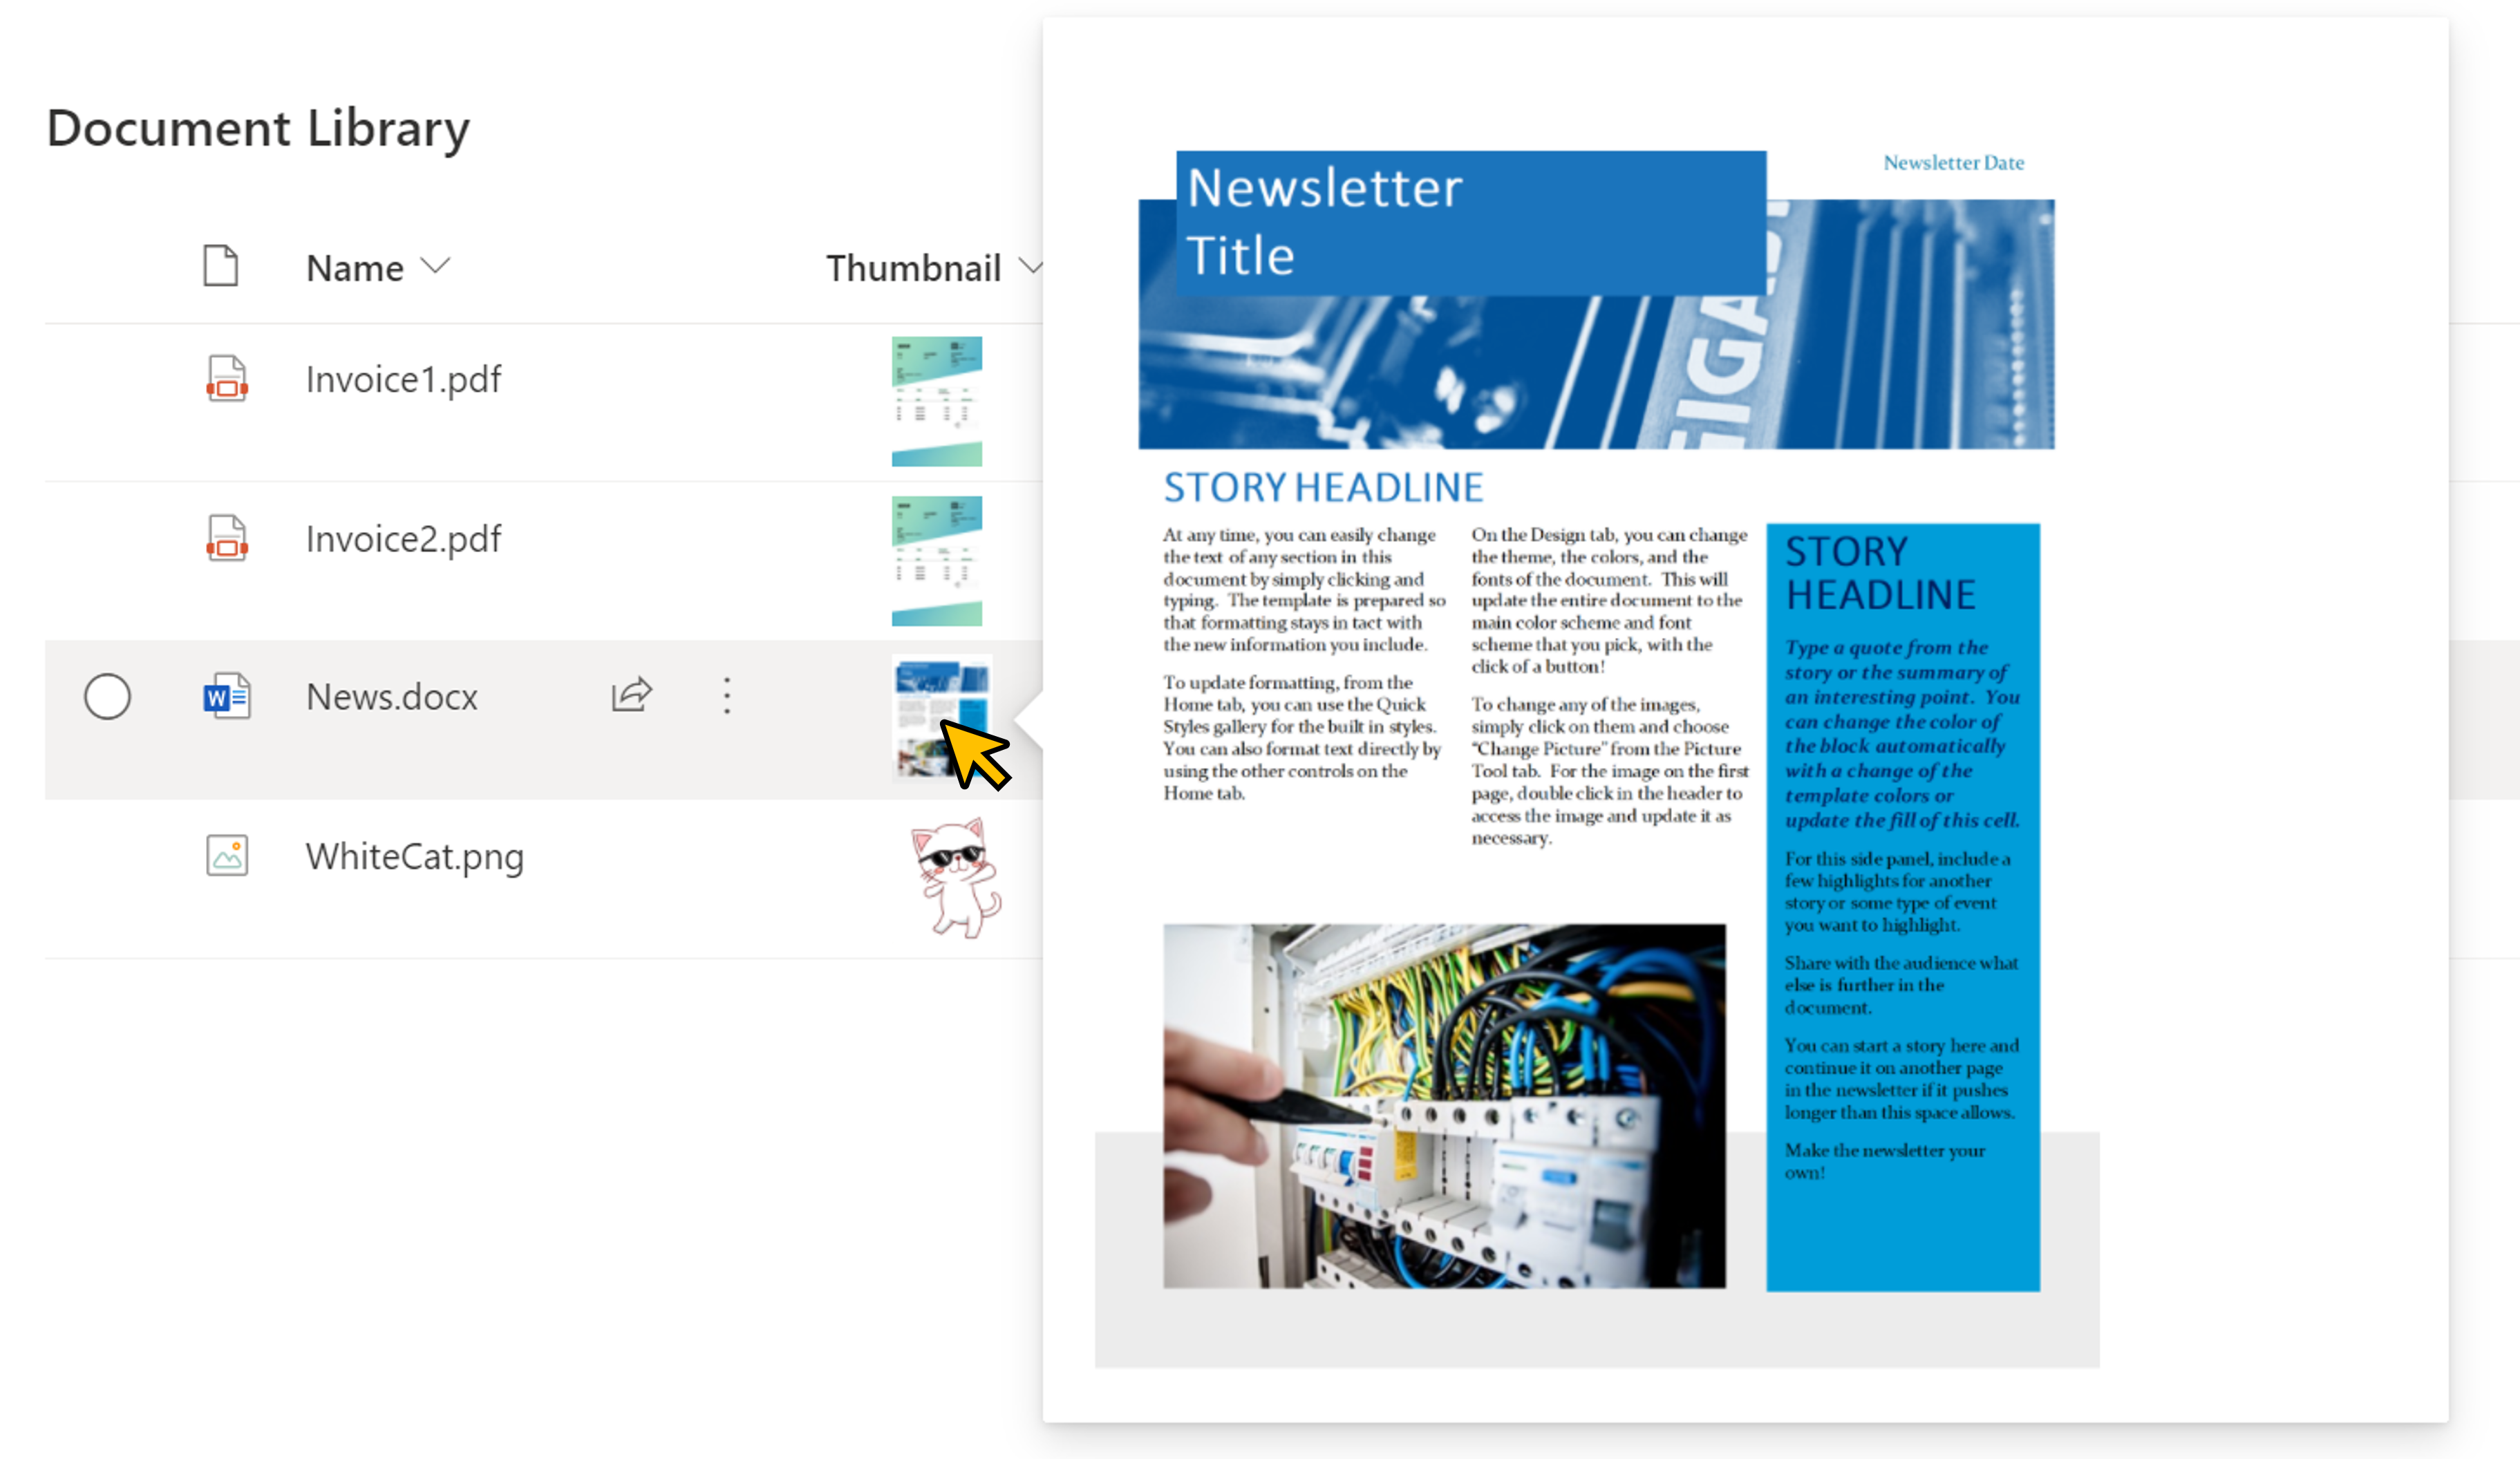 Document Library
Name
Thumbnail
Invoice1.pdf
Invoice2.pdf
W
News.docx
WhiteCat.png
Newsletter Date
Newsletter
Title
STORY HEADLINE
At any time, you can easily change
the text of any section in this
document by simply clicking and
typing.  The template is prepared so
that formatting stays in tact with
the new information you include.
To update formatting, from the
Home tab, you can use the Quick
Styles gallery for the built in styles.
You can also format text directly by
using the other controls on the
Home tab.
On the Design tab, you can change
the theme, the colors, and the
fonts of the document.  This will
update the entire document to the
main color scheme and font
scheme that you pick, with the
click of a button!
To change any of the images,
simply click on them and choose
“Change Picture” from the Picture
Tool tab.  For the image on the first
page, double click in the header to
access the image and update it as
necessary.
STORY
HEADLINE
Type a quote from the
story or the summary of
an interesting point.  You
can change the color of
the block automatically
with a change of the
template colors or
update the fill of this cell.
For this side panel, include a
few highlights for another
story or some type of event
you want to highlight.
Share with the audience what
else is further in the
document.
You can start a story here and
continue it on another page
in the newsletter if it pushes
longer than this space allows.
Make the newsletter your
own!